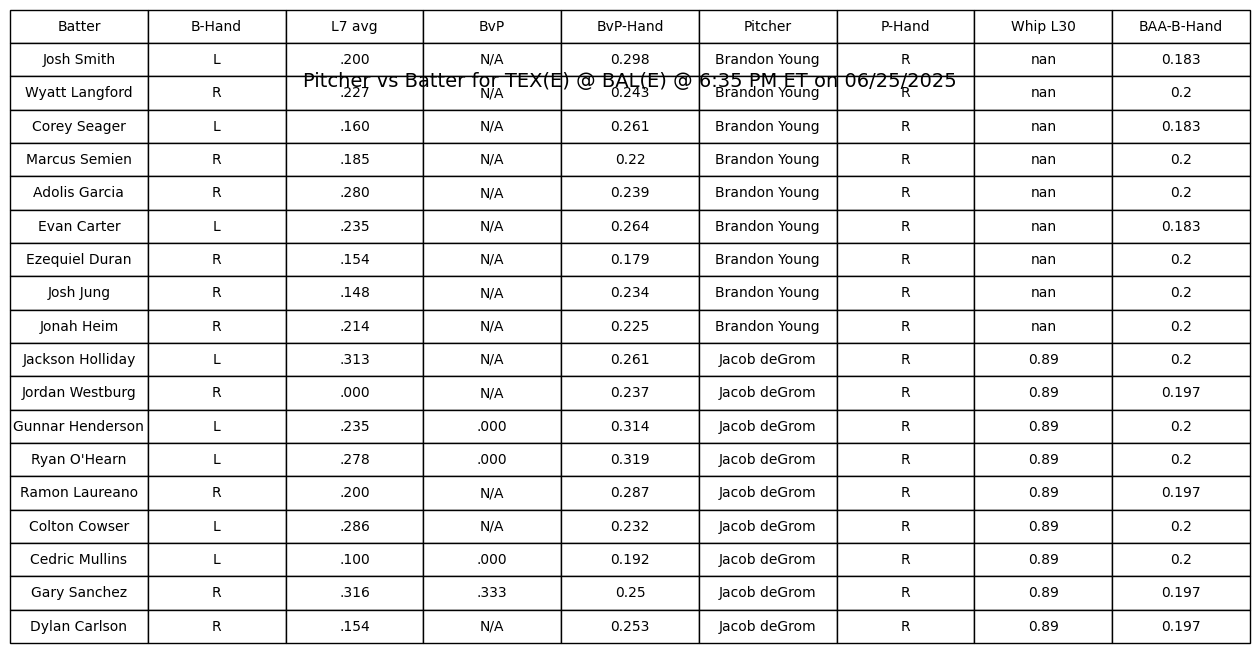 Batter B-Hand L7 avg BvP BvP-Hand Pitcher P-Hand Whip L30 BAA-B-Hand
Josh Smith L .200 N/A 0.298 Brandon Young R nan 0.183
Pitcher vs Batter for TEX(E) @ BAL(E) @ 6:35 PM ET on 06/25/2025
Wyatt Langford R .227 N/A 0.243 Brandon Young R nan 0.2
Corey Seager L .160 N/A 0.261 Brandon Young R nan 0.183
Marcus Semien R .185 N/A 0.22 Brandon Young R nan 0.2
Adolis Garcia R .280 N/A 0.239 Brandon Young R nan 0.2
Evan Carter L .235 N/A 0.264 Brandon Young R nan 0.183
Ezequiel Duran R .154 N/A 0.179 Brandon Young R nan 0.2
Josh Jung R .148 N/A 0.234 Brandon Young R nan 0.2
Jonah Heim R .214 N/A 0.225 Brandon Young R nan 0.2
Jackson Holliday L .313 N/A 0.261 Jacob deGrom R 0.89 0.2
Jordan Westburg R .000 N/A 0.237 Jacob deGrom R 0.89 0.197
Gunnar Henderson L .235 .000 0.314 Jacob deGrom R 0.89 0.2
Ryan O'Hearn L .278 .000 0.319 Jacob deGrom R 0.89 0.2
Ramon Laureano R .200 N/A 0.287 Jacob deGrom R 0.89 0.197
Colton Cowser L .286 N/A 0.232 Jacob deGrom R 0.89 0.2
Cedric Mullins L .100 .000 0.192 Jacob deGrom R 0.89 0.2
Gary Sanchez R .316 .333 0.25 Jacob deGrom R 0.89 0.197
Dylan Carlson R .154 N/A 0.253 Jacob deGrom R 0.89 0.197